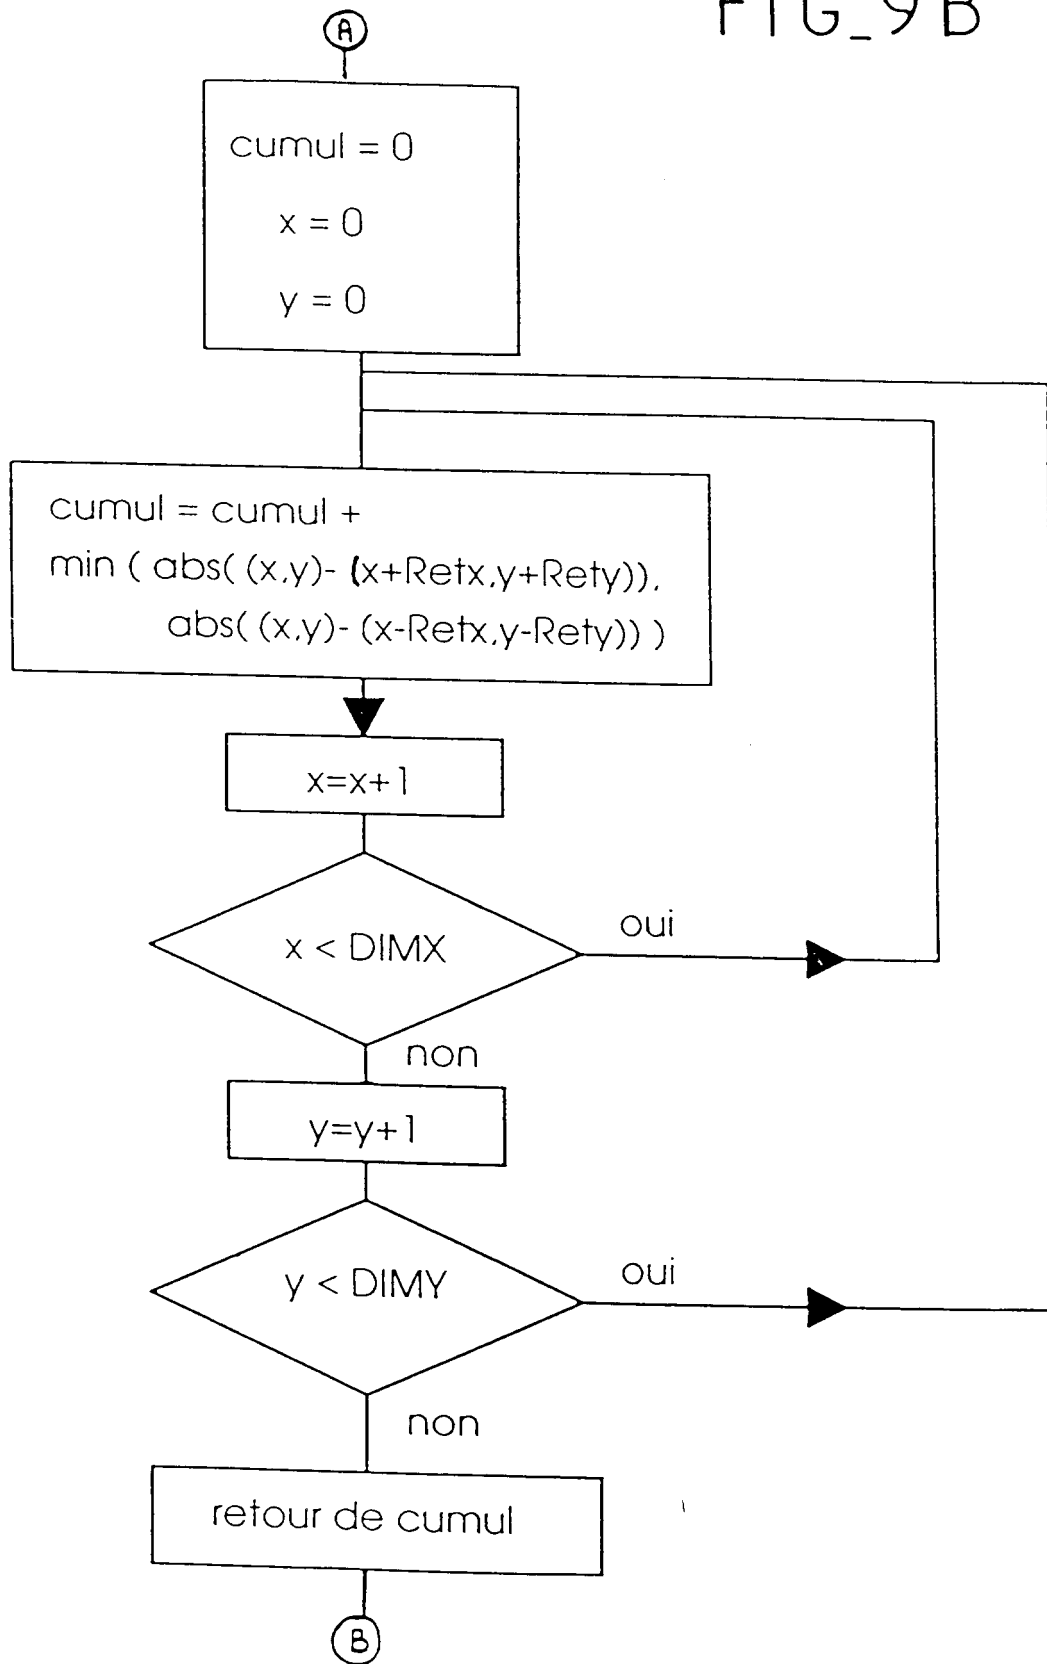 FIG_9B
A
cumul = 0
x = 0
y = 0
cumul = cumul +
min ( abs( (x,y)- (x+Retx,y+Rety)),
abs( (x,y)- (x-Retx,y-Rety)) )
x=x+1
x < DIMX
oui
non
y=y+1
y < DIMY
oui
non
retour de cumul
B